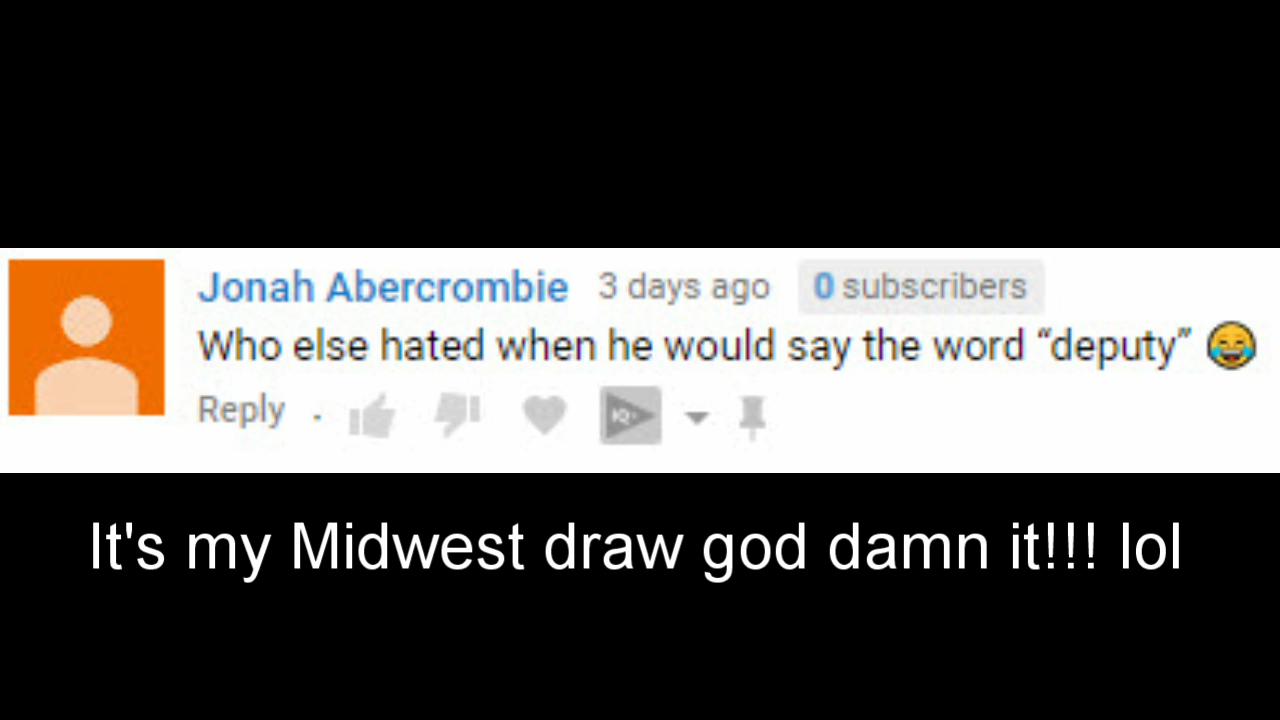 Jonah Abercrombie 3 days ago 0 subscribers
Who else hated when he would say the word “deputy” 😂
Reply
IQ
It's my Midwest draw god damn it!!! lol